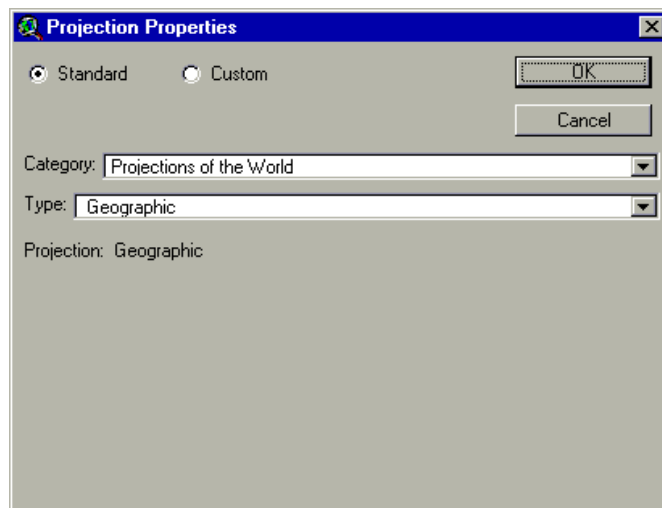 Projection Properties
Standard Custom OK
Cancel
Category: Projections of the World
Type: Geographic
Projection: Geographic